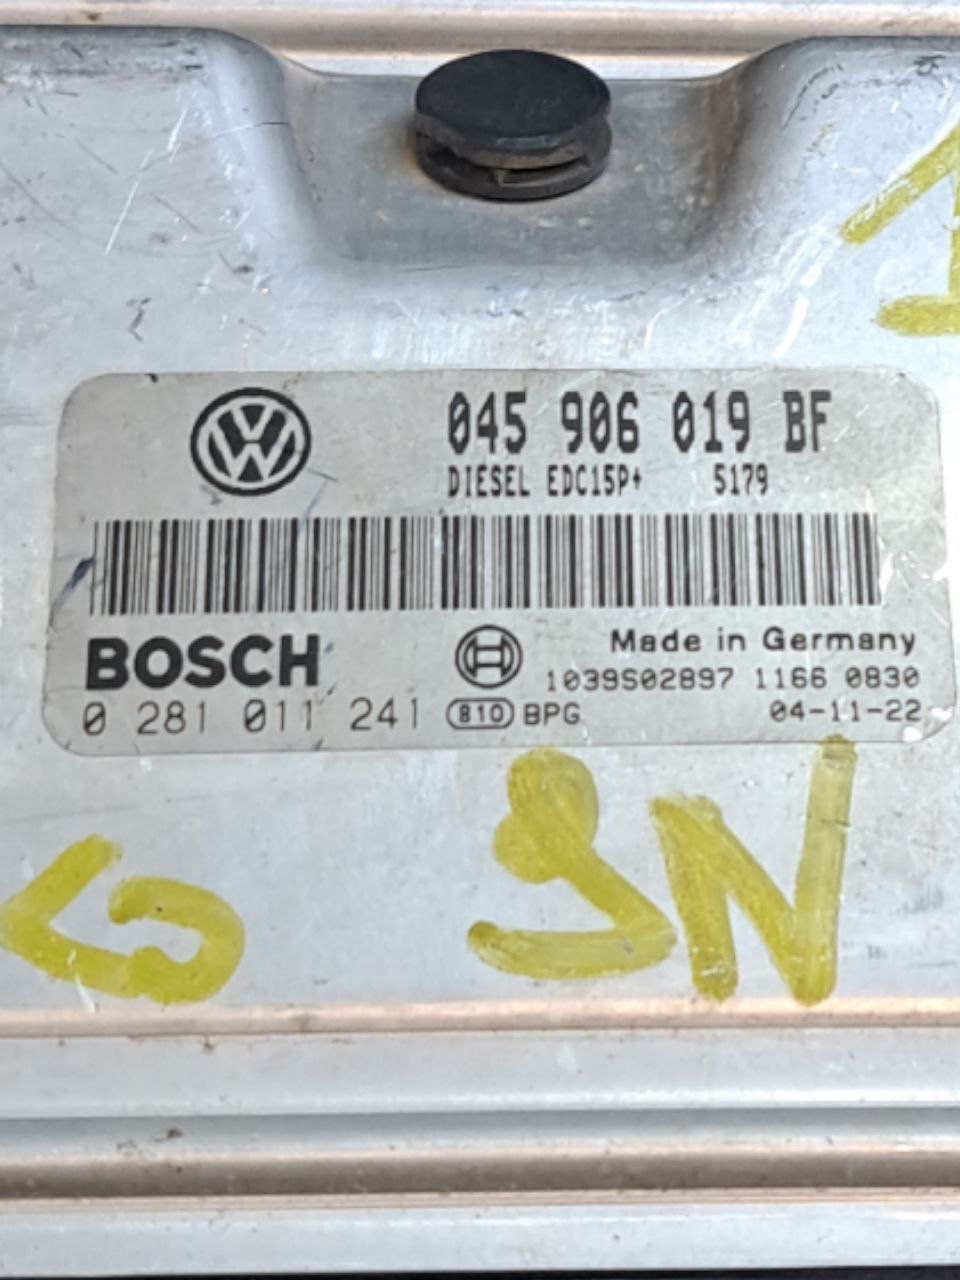 045 906 019 BF
DIESEL EDC15P+ 5179
BOSCH
Made in Germany
1039S02897 1166 0830
0 281 011 241 810 BPG 04-11-22